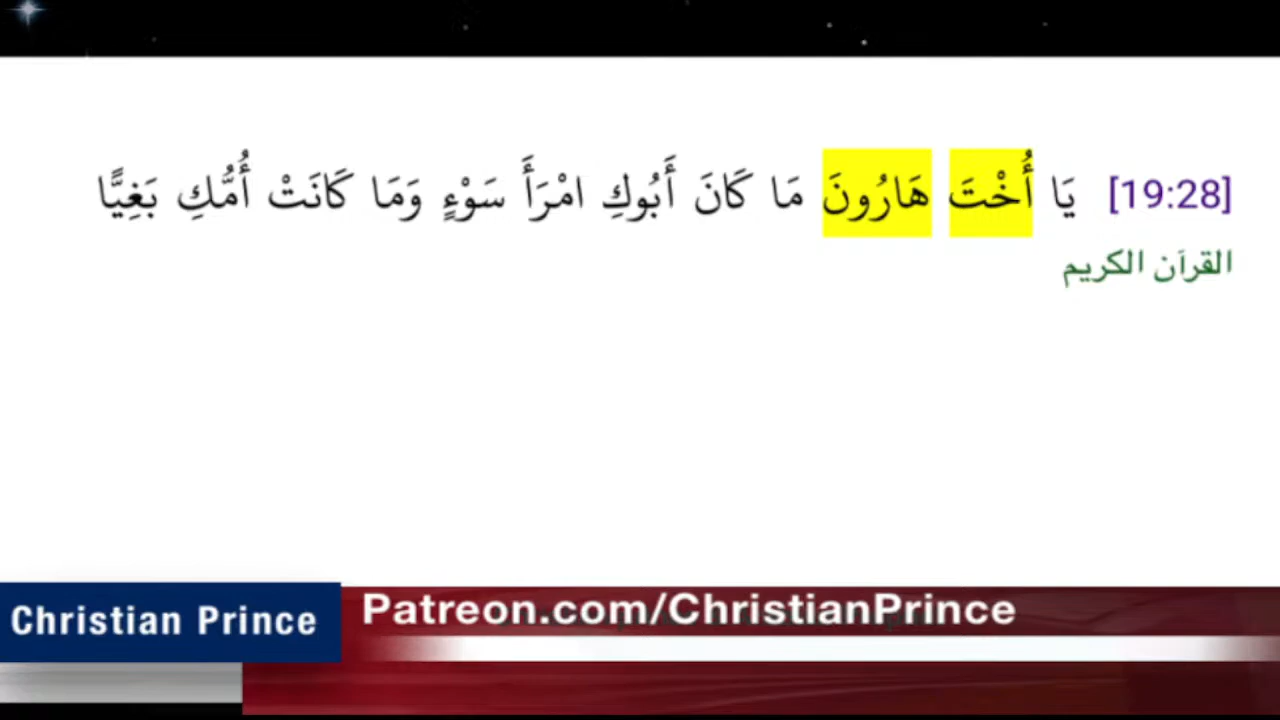 [19:28] يَا أُخْتَ هَارُونَ مَا كَانَ أَبُوكِ امْرَأَ سَوْءٍ وَمَا كَانَتْ أُمُّكِ بَغِيًّا
القرآن الكريم
Christian Prince
Patreon.com/ChristianPrince